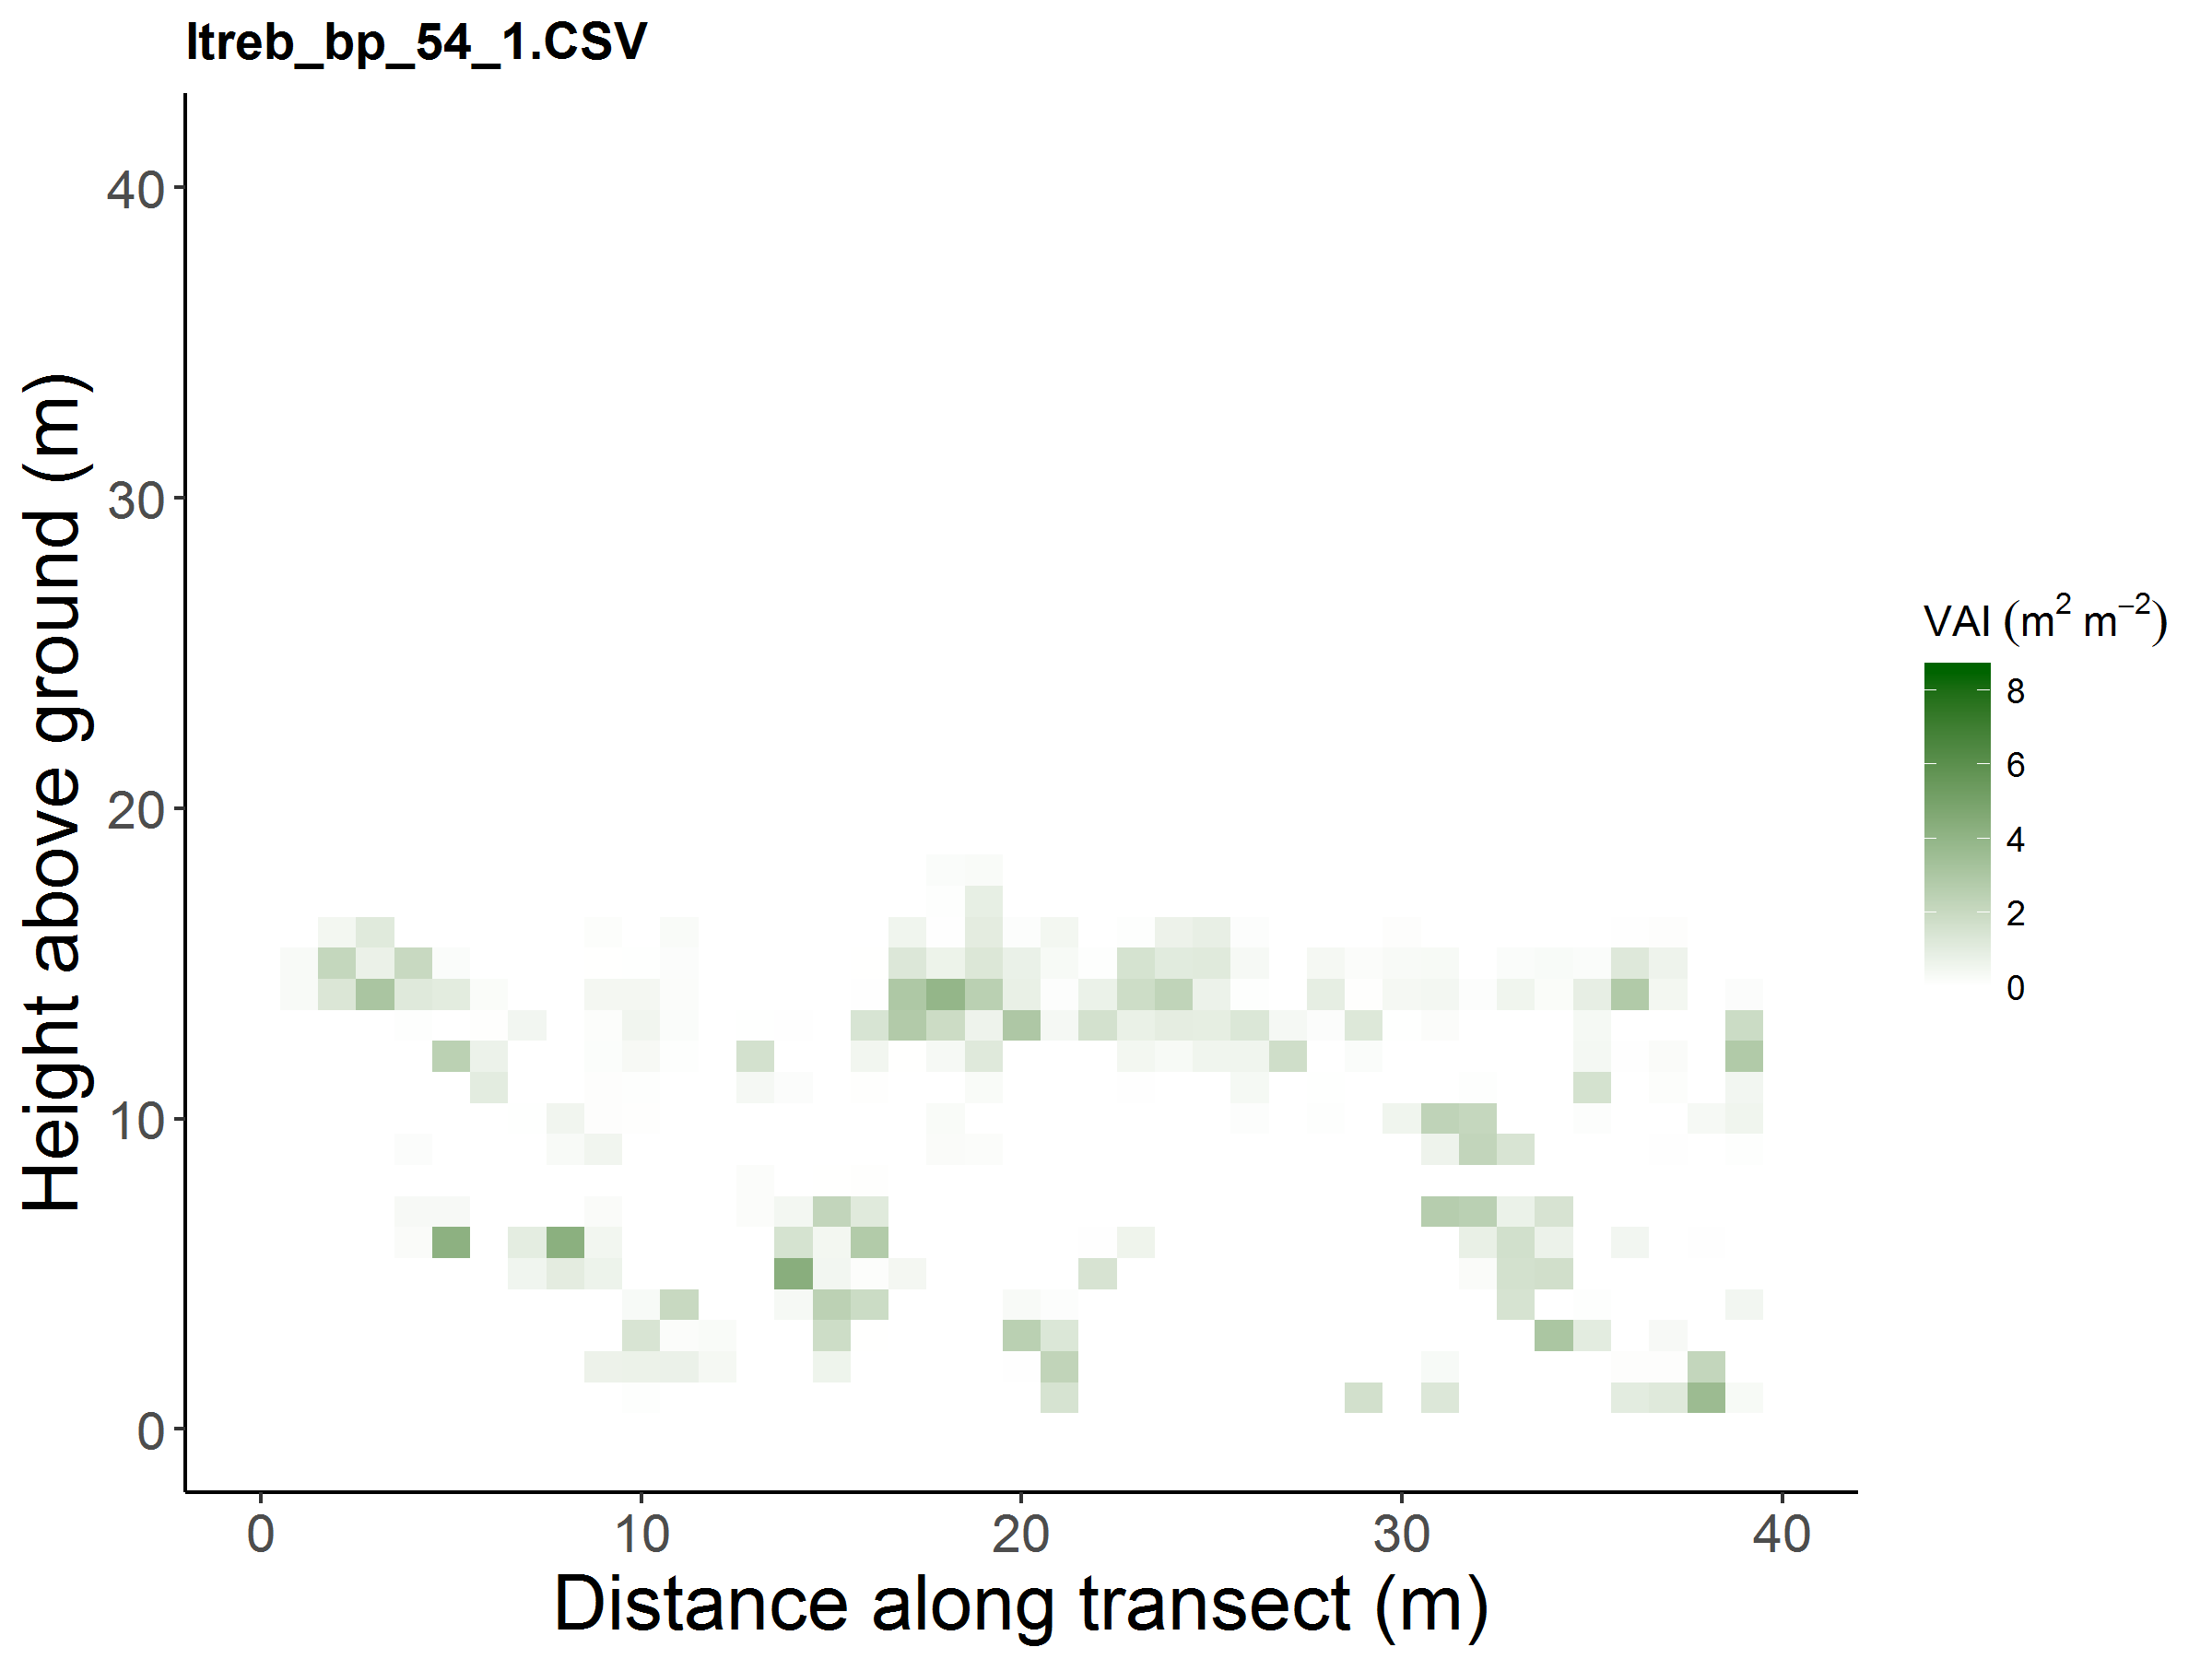 ltreb_bp_54_1.CSV
Height above ground (m)
40
30
20
10
0
0 10 20 30 40
Distance along transect (m)
VAI (m² m⁻²)
8
6
4
2
0